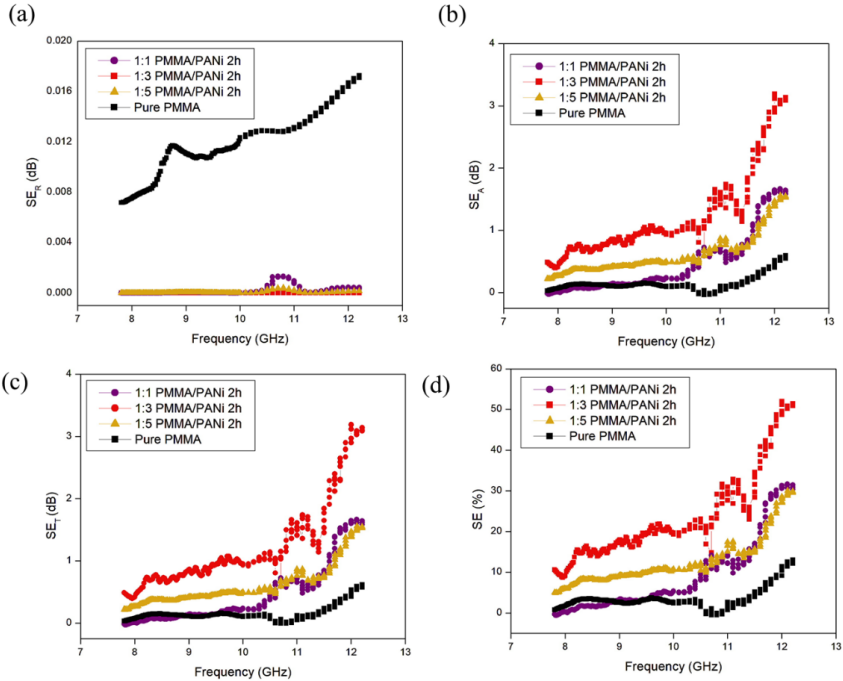 (a)
0.020
0.016
0.012
0.008
0.004
0.000
SE_R (dB)
1:1 PMMA/PANi 2h
1:3 PMMA/PANi 2h
1:5 PMMA/PANi 2h
Pure PMMA
7 8 9 10 11 12 13
Frequency (GHz)
(b)
4
3
2
1
0
SE_A (dB)
1:1 PMMA/PANi 2h
1:3 PMMA/PANi 2h
1:5 PMMA/PANi 2h
Pure PMMA
7 8 9 10 11 12 13
Frequency (GHz)
(c)
4
3
2
1
0
SE_T (dB)
1:1 PMMA/PANi 2h
1:3 PMMA/PANi 2h
1:5 PMMA/PANi 2h
Pure PMMA
7 8 9 10 11 12 13
Frequency (GHz)
(d)
60
50
40
30
20
10
0
SE (%)
1:1 PMMA/PANi 2h
1:3 PMMA/PANi 2h
1:5 PMMA/PANi 2h
Pure PMMA
7 8 9 10 11 12 13
Frequency (GHz)